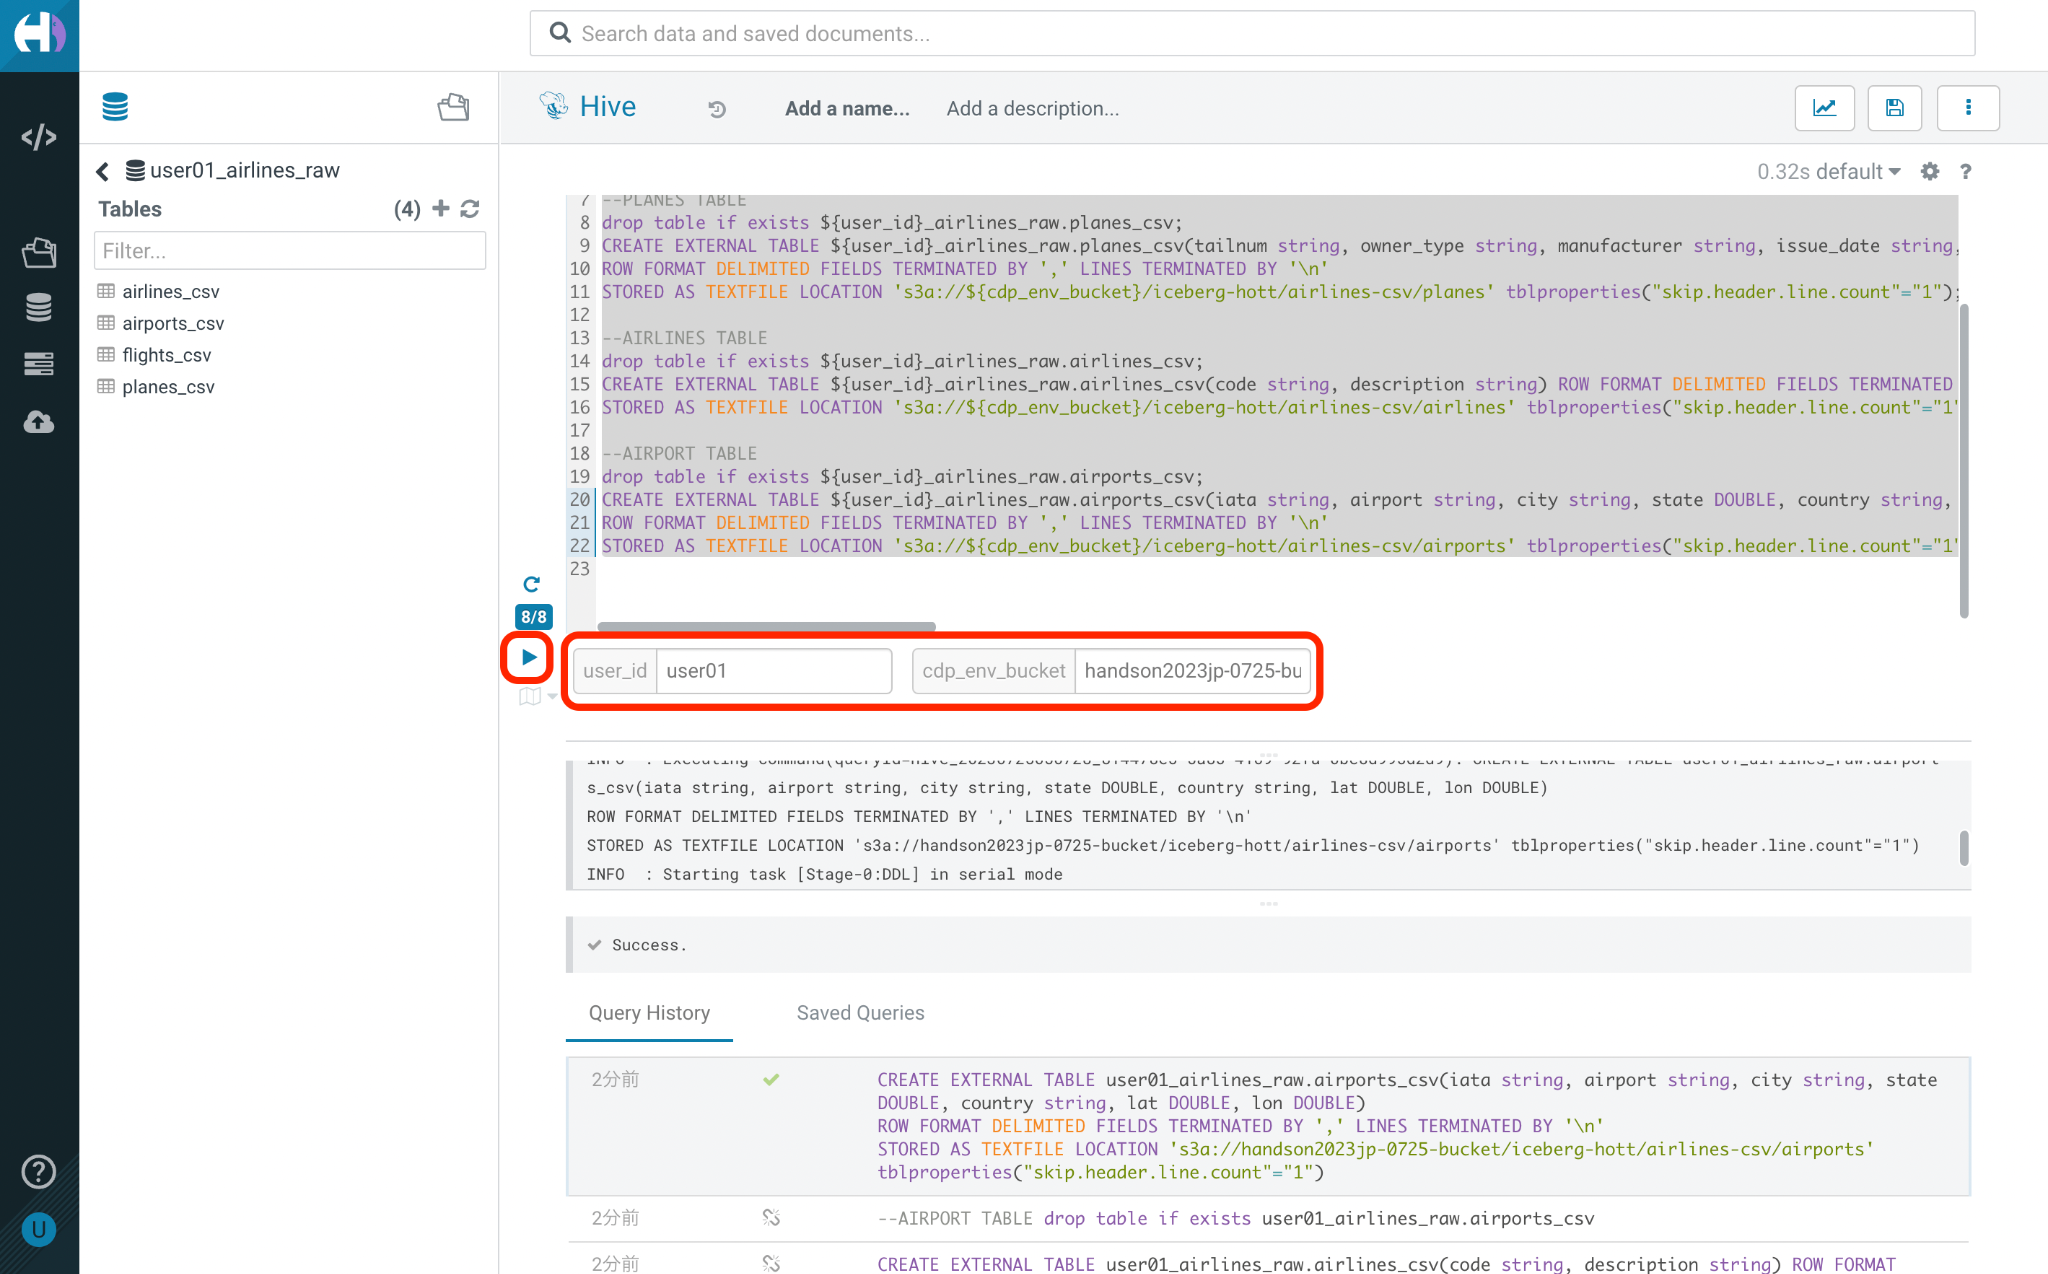 Search data and saved documents...
Hive
Add a name...
Add a description...
user01_airlines_raw
Tables
(4)
Filter...
airlines_csv
airports_csv
flights_csv
planes_csv
0.32s default
?
7 --PLANES TABLE
8 drop table if exists ${user_id}_airlines_raw.planes_csv;
9 CREATE EXTERNAL TABLE ${user_id}_airlines_raw.planes_csv(tailnum string, owner_type string, manufacturer string, issue_date string,
10 ROW FORMAT DELIMITED FIELDS TERMINATED BY ',' LINES TERMINATED BY '\n'
11 STORED AS TEXTFILE LOCATION 's3a://${cdp_env_bucket}/iceberg-hott/airlines-csv/planes' tblproperties("skip.header.line.count"="1");
12
13 --AIRLINES TABLE
14 drop table if exists ${user_id}_airlines_raw.airlines_csv;
15 CREATE EXTERNAL TABLE ${user_id}_airlines_raw.airlines_csv(code string, description string) ROW FORMAT DELIMITED FIELDS TERMINATED
16 STORED AS TEXTFILE LOCATION 's3a://${cdp_env_bucket}/iceberg-hott/airlines-csv/airlines' tblproperties("skip.header.line.count"="1"
17
18 --AIRPORT TABLE
19 drop table if exists ${user_id}_airlines_raw.airports_csv;
20 CREATE EXTERNAL TABLE ${user_id}_airlines_raw.airports_csv(iata string, airport string, city string, state DOUBLE, country string,
21 ROW FORMAT DELIMITED FIELDS TERMINATED BY ',' LINES TERMINATED BY '\n'
22 STORED AS TEXTFILE LOCATION 's3a://${cdp_env_bucket}/iceberg-hott/airlines-csv/airports' tblproperties("skip.header.line.count"="1"
23
8/8
user_id user01 cdp_env_bucket handson2023jp-0725-bu
CREATE EXTERNAL TABLE user01_airlines_raw.airport
s_csv(iata string, airport string, city string, state DOUBLE, country string, lat DOUBLE, lon DOUBLE)
ROW FORMAT DELIMITED FIELDS TERMINATED BY ',' LINES TERMINATED BY '\n'
STORED AS TEXTFILE LOCATION 's3a://handson2023jp-0725-bucket/iceberg-hott/airlines-csv/airports' tblproperties("skip.header.line.count"="1")
INFO : Starting task [Stage-0:DDL] in serial mode
Success.
Query History
Saved Queries
2分前
CREATE EXTERNAL TABLE user01_airlines_raw.airports_csv(iata string, airport string, city string, state
DOUBLE, country string, lat DOUBLE, lon DOUBLE)
ROW FORMAT DELIMITED FIELDS TERMINATED BY ',' LINES TERMINATED BY '\n'
STORED AS TEXTFILE LOCATION 's3a://handson2023jp-0725-bucket/iceberg-hott/airlines-csv/airports'
tblproperties("skip.header.line.count"="1")
2分前
--AIRPORT TABLE drop table if exists user01_airlines_raw.airports_csv
2分前
CREATE EXTERNAL TABLE user01_airlines_raw.airlines_csv(code string, description string) ROW FORMAT
?
U